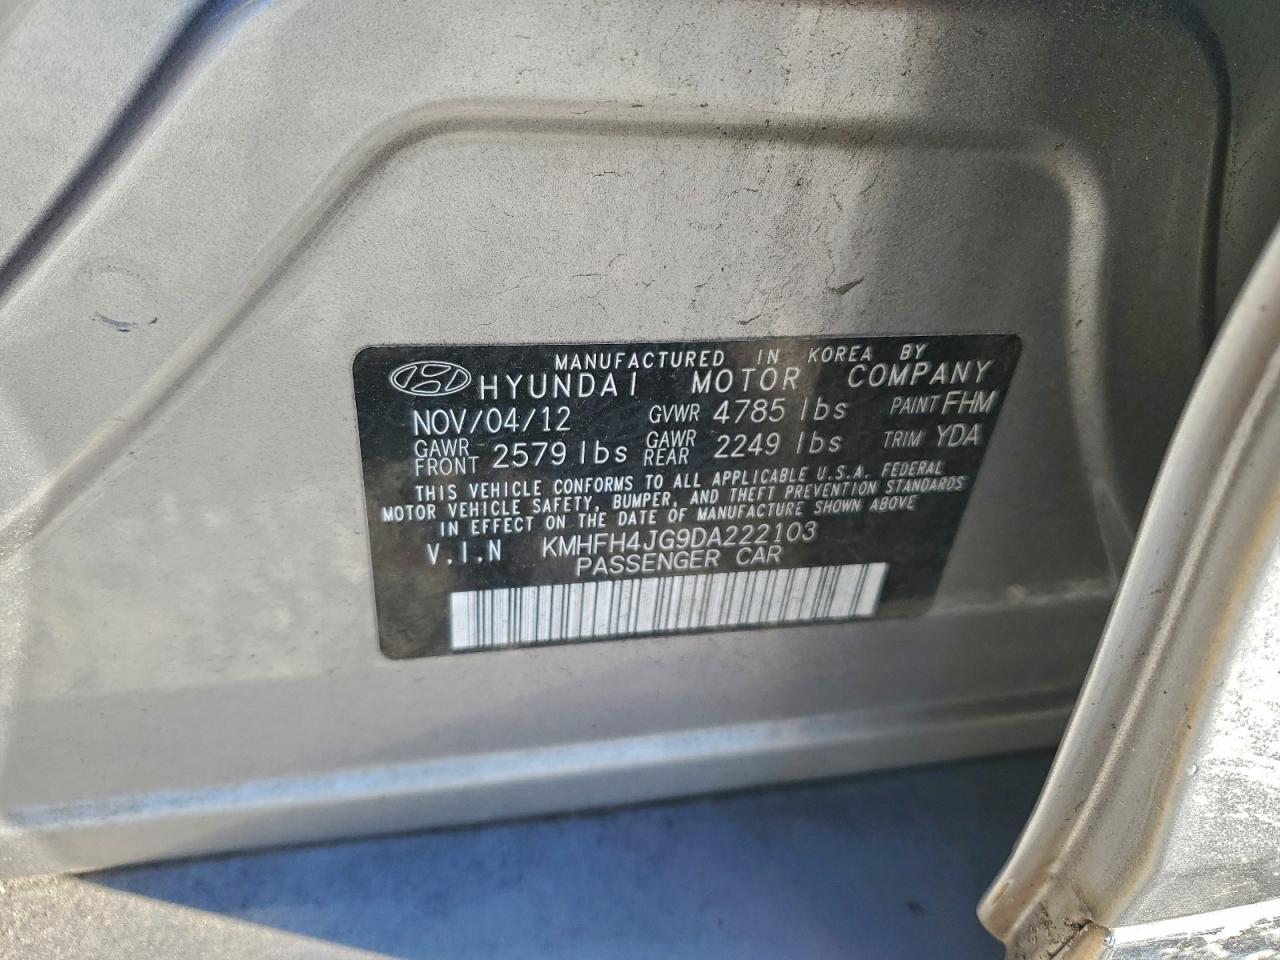 MANUFACTURED IN KOREA BY
HYUNDAI MOTOR COMPANY
NOV/04/12 GVWR 4785 lbs PAINT FHM
GAWR FRONT 2579 lbs GAWR REAR 2249 lbs TRIM YDA
THIS VEHICLE CONFORMS TO ALL APPLICABLE U.S.A. FEDERAL
MOTOR VEHICLE SAFETY, BUMPER, AND THEFT PREVENTION STANDARDS
IN EFFECT ON THE DATE OF MANUFACTURE SHOWN ABOVE
V.I.N KMHFH4JG9DA222103
PASSENGER CAR